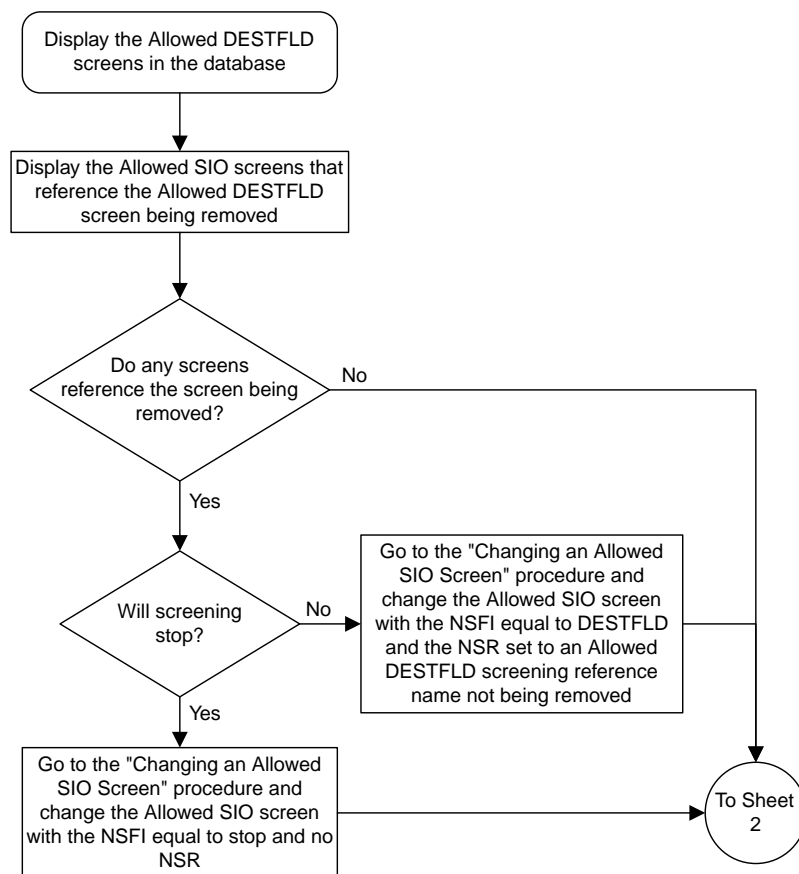 Display the Allowed DESTFLD
screens in the database
Display the Allowed SIO screens that
reference the Allowed DESTFLD
screen being removed
Do any screens
reference the screen being
removed?
No
Yes
Will screening
stop?
No
Go to the "Changing an Allowed
SIO Screen" procedure and
change the Allowed SIO screen
with the NSFI equal to DESTFLD
and the NSR set to an Allowed
DESTFLD screening reference
name not being removed
Yes
Go to the "Changing an Allowed
SIO Screen" procedure and
change the Allowed SIO screen
with the NSFI equal to stop and no
NSR
To Sheet
2